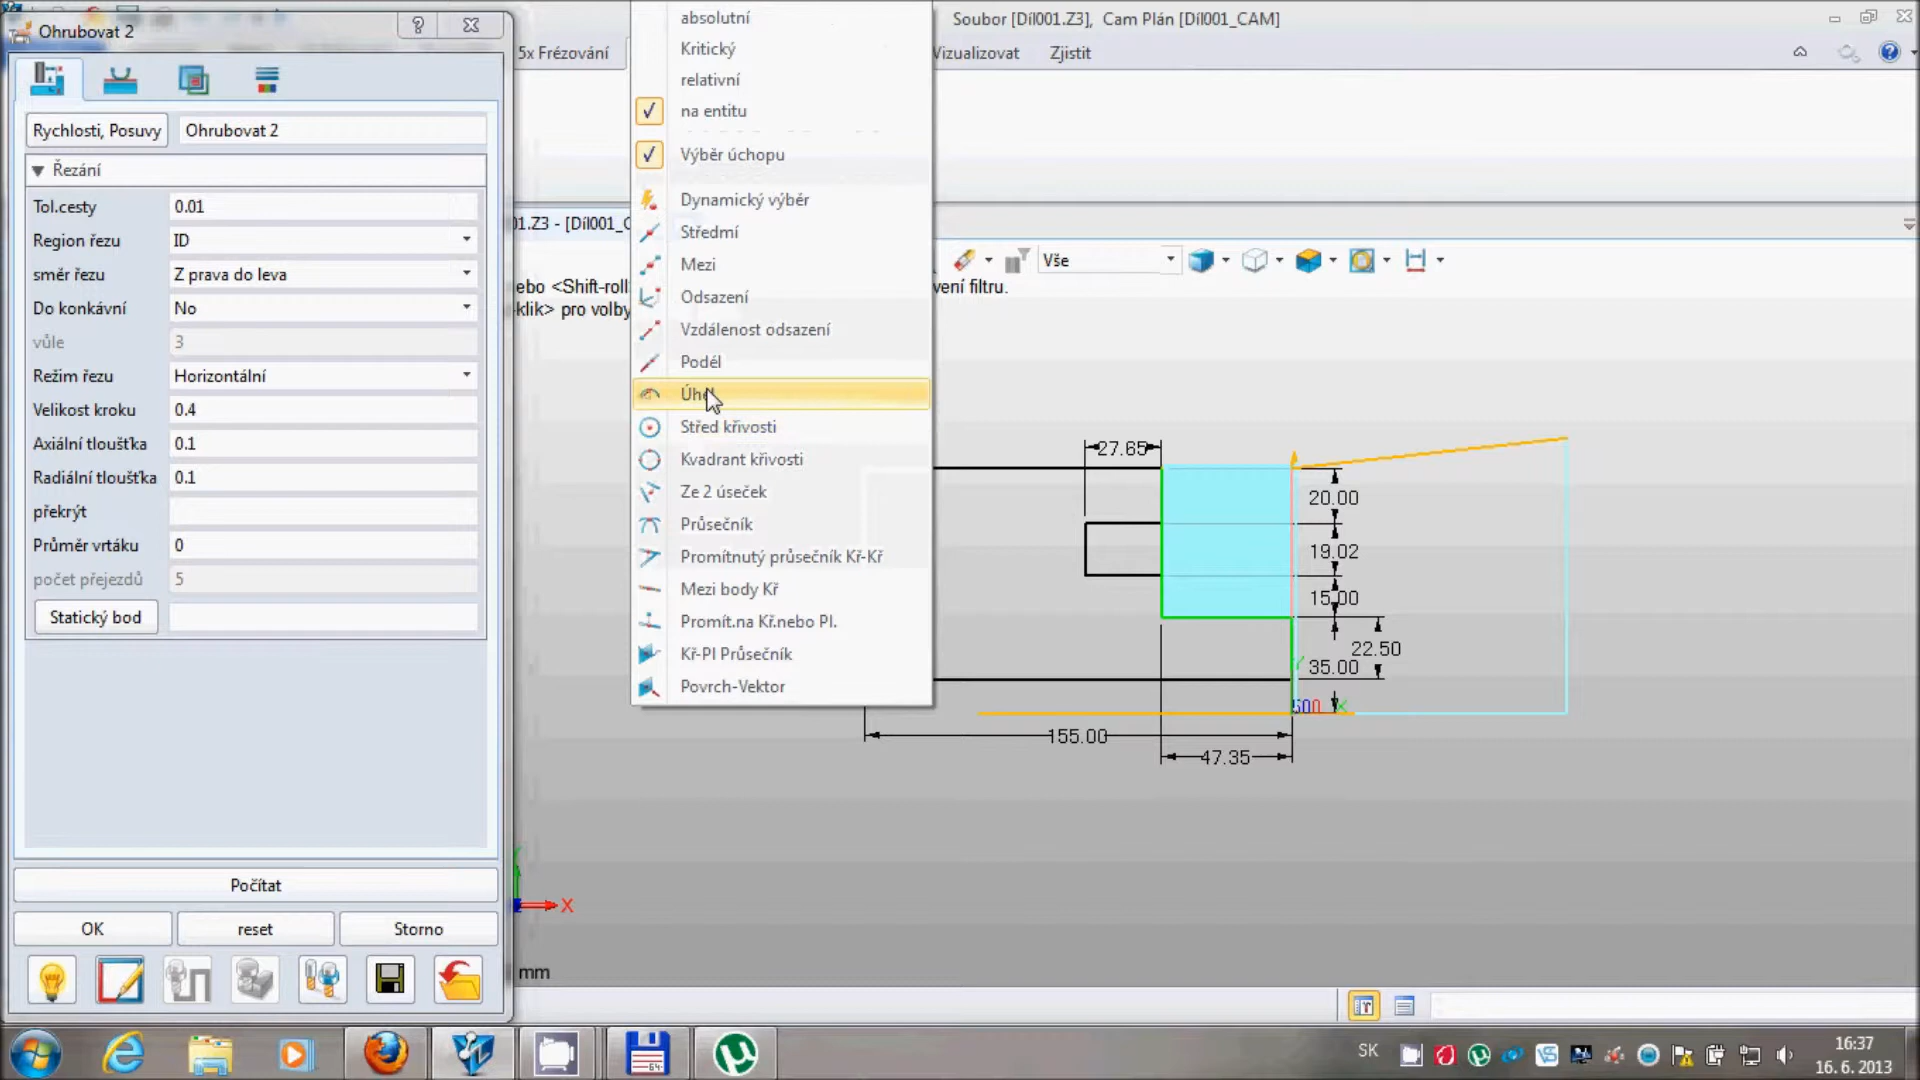 Ohrubovat 2
Rychlosti, Posuvy
Ohrubovat 2
Řezání
Tol.cesty 0.01
Region řezu ID
směr řezu Z prava do leva
Do konkávní No
vůle 3
Režim řezu Horizontální
Velikost kroku 0.4
Axiální tloušťka 0.1
Radiální tloušťka 0.1
překrýt
Průměr vrtáku 0
počet přejezdů 5
Statický bod
Počítat
OK reset Storno
5x Frézování
absolutní
Kritický
relativní
na entitu
Výběr úchopu
Dynamický výběr
Středmí
Mezi
Odsazení
Vzdálenost odsazení
Podél
Střed křivosti
Kvadrant křivosti
Ze 2 úseček
Průsečník
Promítnutý průsečník Kř-Kř
Mezi body Kř
Promít.na Kř.nebo Pl.
Kř-Pl Průsečník
Povrch-Vektor
Soubor [Díl001.Z3], Cam Plán [Díl001_CAM]
Vizualizovat Zjistit
01.Z3 - [Díl001_C
Vše
ebo <Shift-roll
vení filtru.
klik> pro volby
27.65
20.00
19.02
15.00
22.50
35.00
155.00
47.35
X
mm
SK
16:37
16. 6. 2013